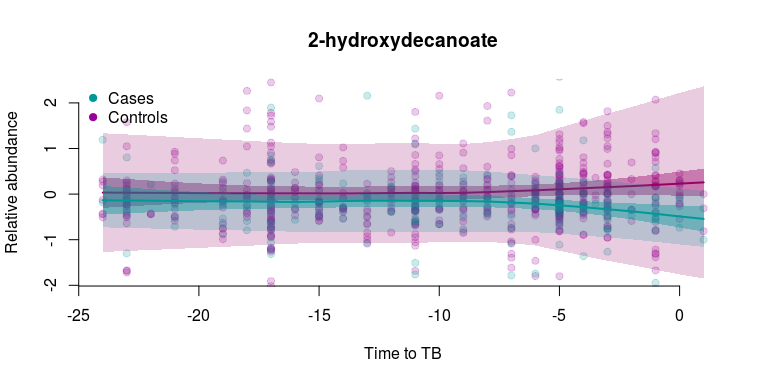 2-hydroxydecanoate
Cases
Controls
Relative abundance
2
1
0
-1
-2
-25
-20
-15
-10
-5
0
Time to TB